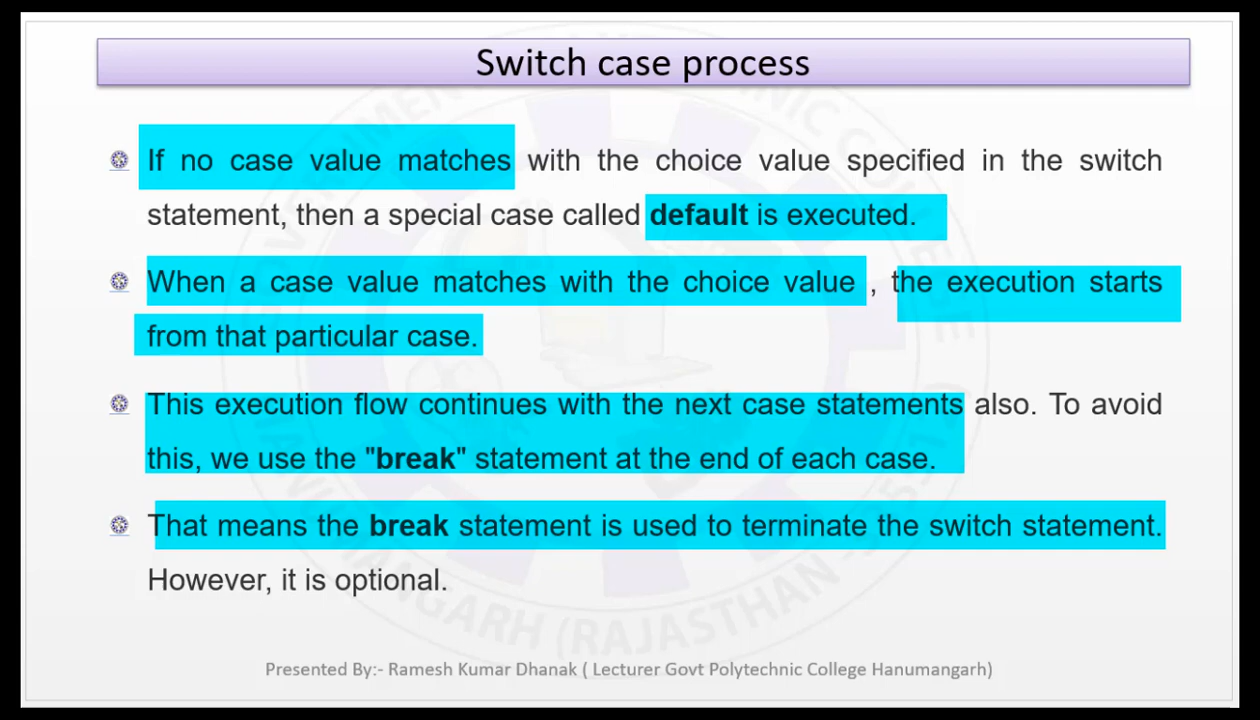 Switch case process
If no case value matches with the choice value specified in the switch
statement, then a special case called default is executed.
When a case value matches with the choice value , the execution starts
from that particular case.
This execution flow continues with the next case statements also. To avoid
this, we use the "break" statement at the end of each case.
That means the break statement is used to terminate the switch statement.
However, it is optional.
Presented By:- Ramesh Kumar Dhanak ( Lecturer Govt Polytechnic College Hanumangarh)